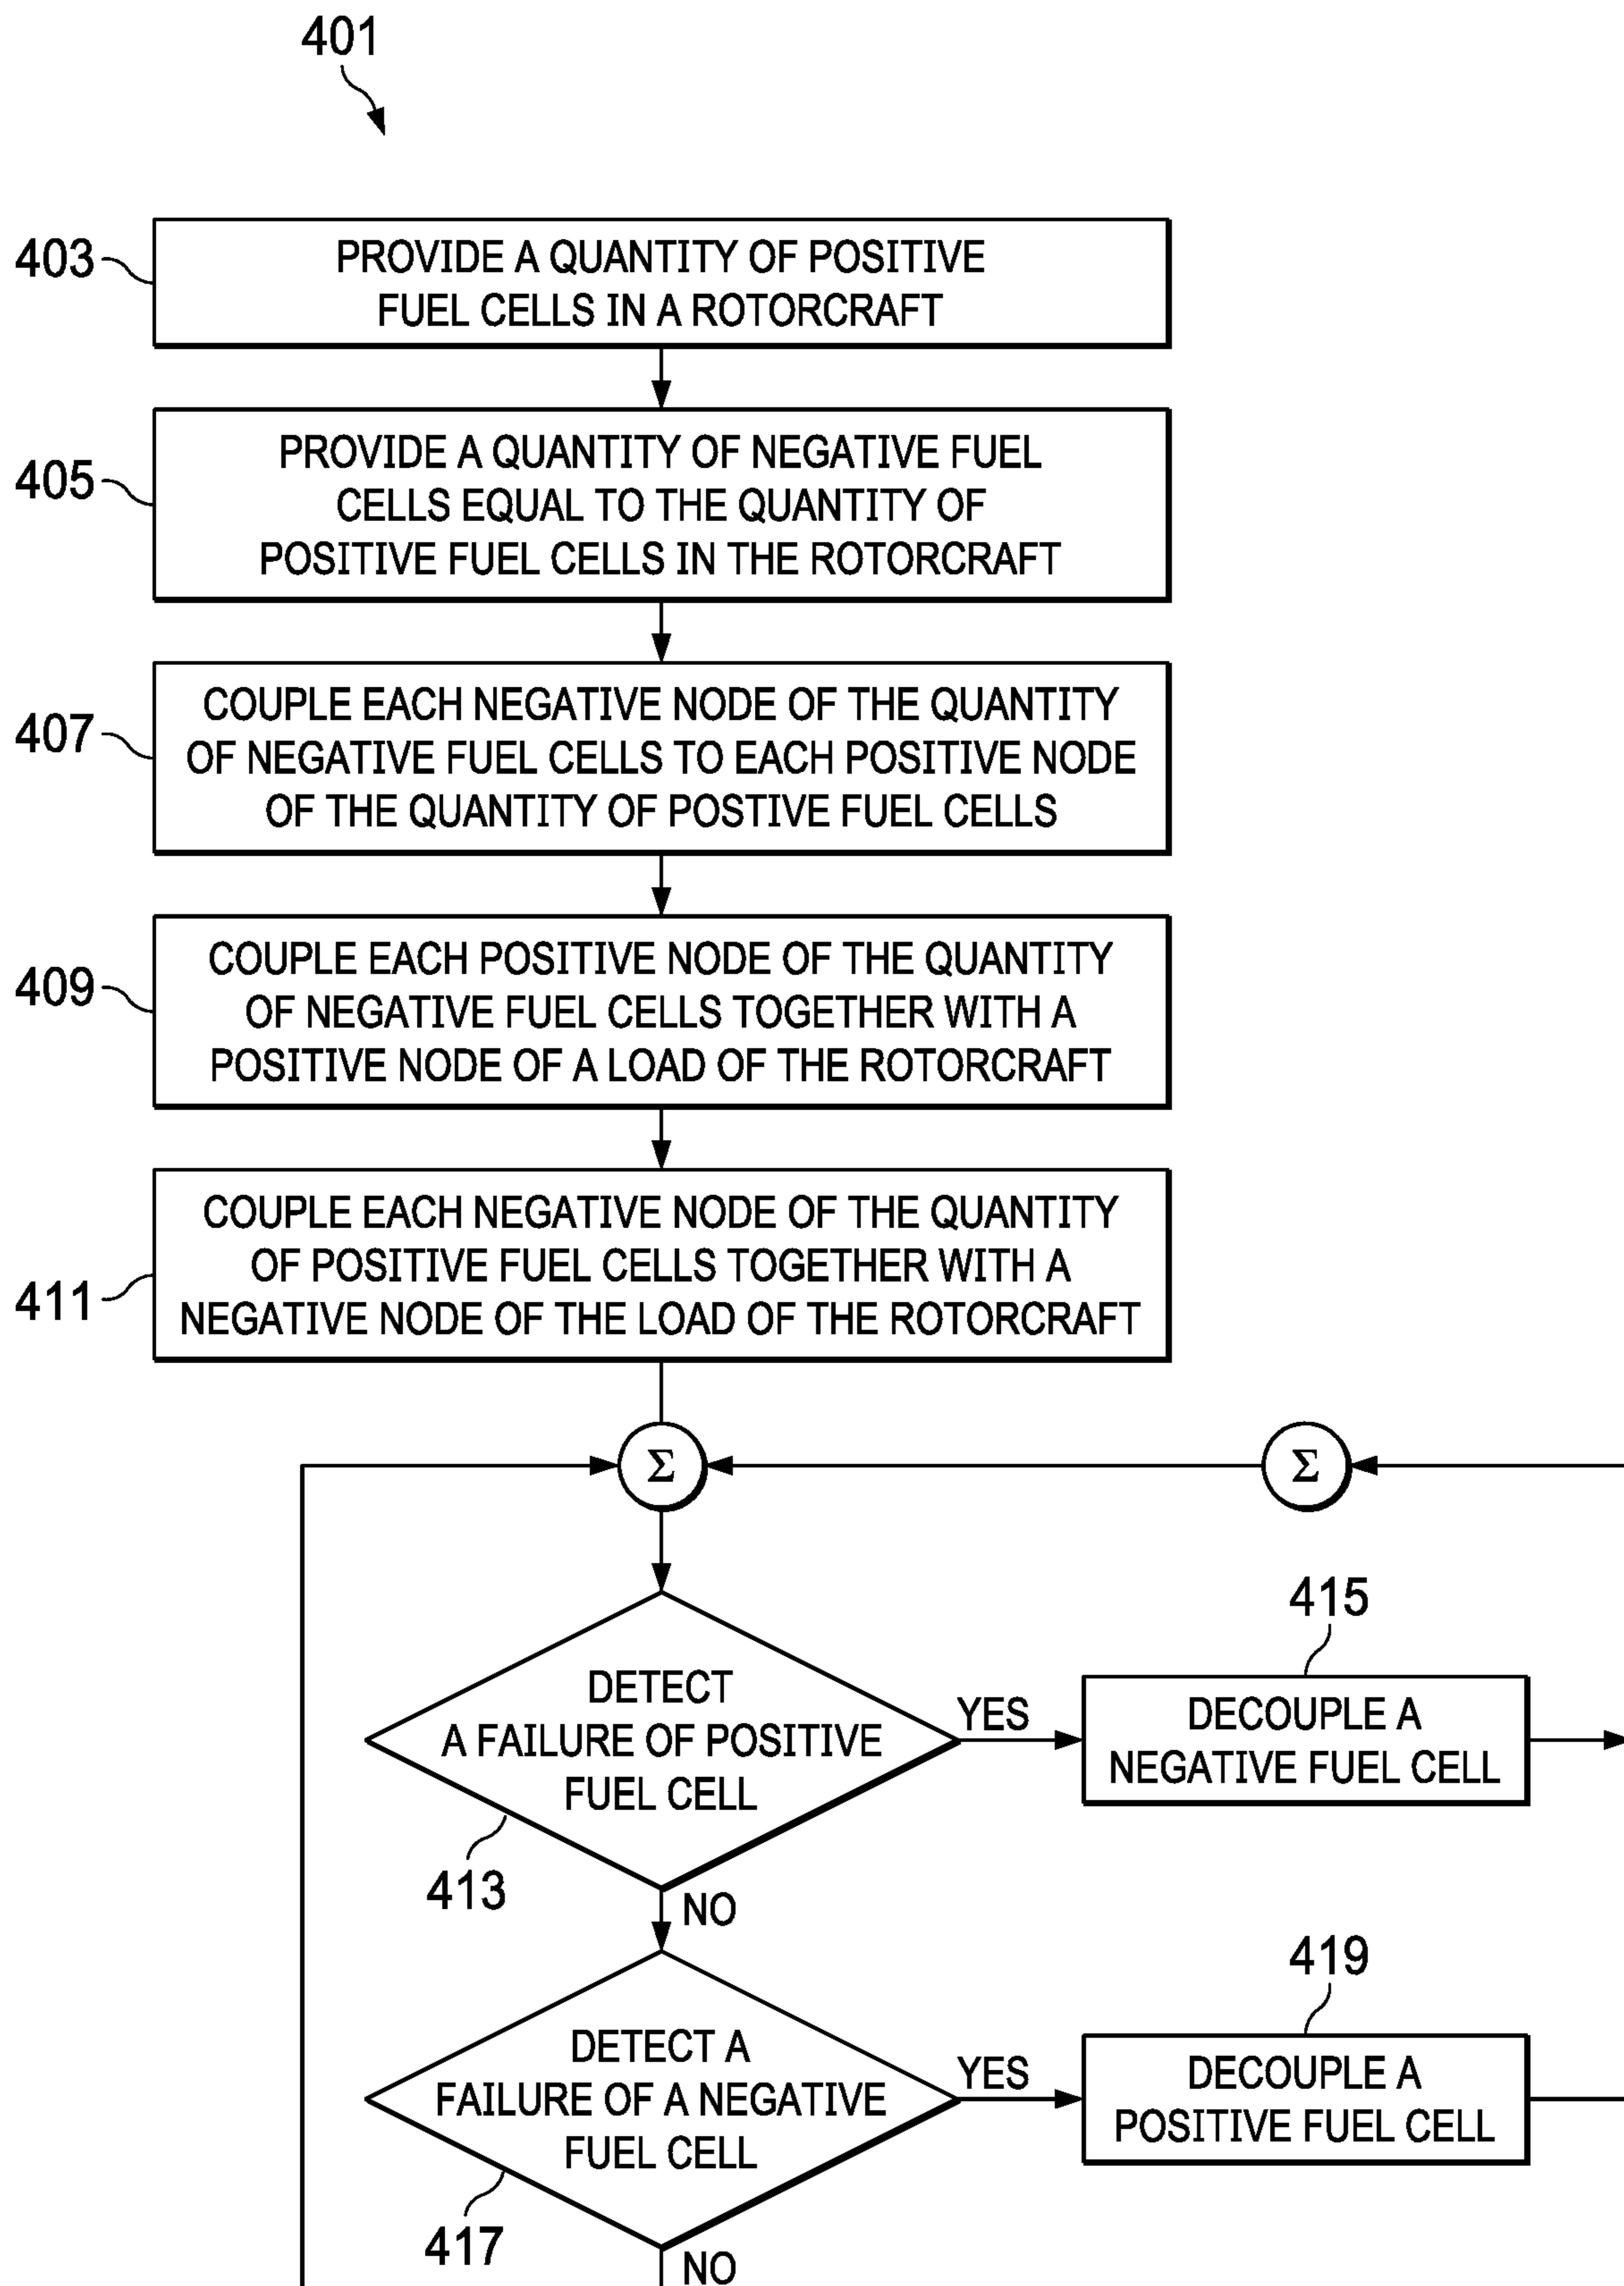 401
403
PROVIDE A QUANTITY OF POSITIVE
FUEL CELLS IN A ROTORCRAFT
405
PROVIDE A QUANTITY OF NEGATIVE FUEL
CELLS EQUAL TO THE QUANTITY OF
POSITIVE FUEL CELLS IN THE ROTORCRAFT
407
COUPLE EACH NEGATIVE NODE OF THE QUANTITY
OF NEGATIVE FUEL CELLS TO EACH POSITIVE NODE
OF THE QUANTITY OF POSTIVE FUEL CELLS
409
COUPLE EACH POSITIVE NODE OF THE QUANTITY
OF NEGATIVE FUEL CELLS TOGETHER WITH A
POSITIVE NODE OF A LOAD OF THE ROTORCRAFT
411
COUPLE EACH NEGATIVE NODE OF THE QUANTITY
OF POSITIVE FUEL CELLS TOGETHER WITH A
NEGATIVE NODE OF THE LOAD OF THE ROTORCRAFT
Σ
Σ
DETECT
A FAILURE OF POSITIVE
FUEL CELL
413
YES
415
DECOUPLE A
NEGATIVE FUEL CELL
NO
DETECT A
FAILURE OF A NEGATIVE
FUEL CELL
417
YES
419
DECOUPLE A
POSITIVE FUEL CELL
NO